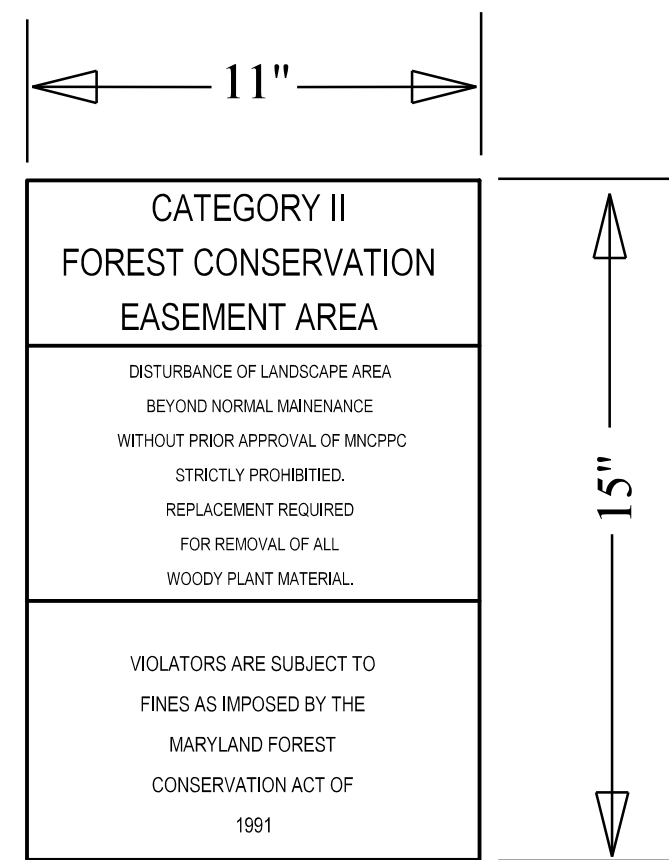 11"
CATEGORY II
FOREST CONSERVATION
EASEMENT AREA
DISTURBANCE OF LANDSCAPE AREA
BEYOND NORMAL MAINENANCE
WITHOUT PRIOR APPROVAL OF MNCPPC
STRICTLY PROHIBITIED.
REPLACEMENT REQUIRED
FOR REMOVAL OF ALL
WOODY PLANT MATERIAL.
VIOLATORS ARE SUBJECT TO
FINES AS IMPOSED BY THE
MARYLAND FOREST
CONSERVATION ACT OF
1991
15"